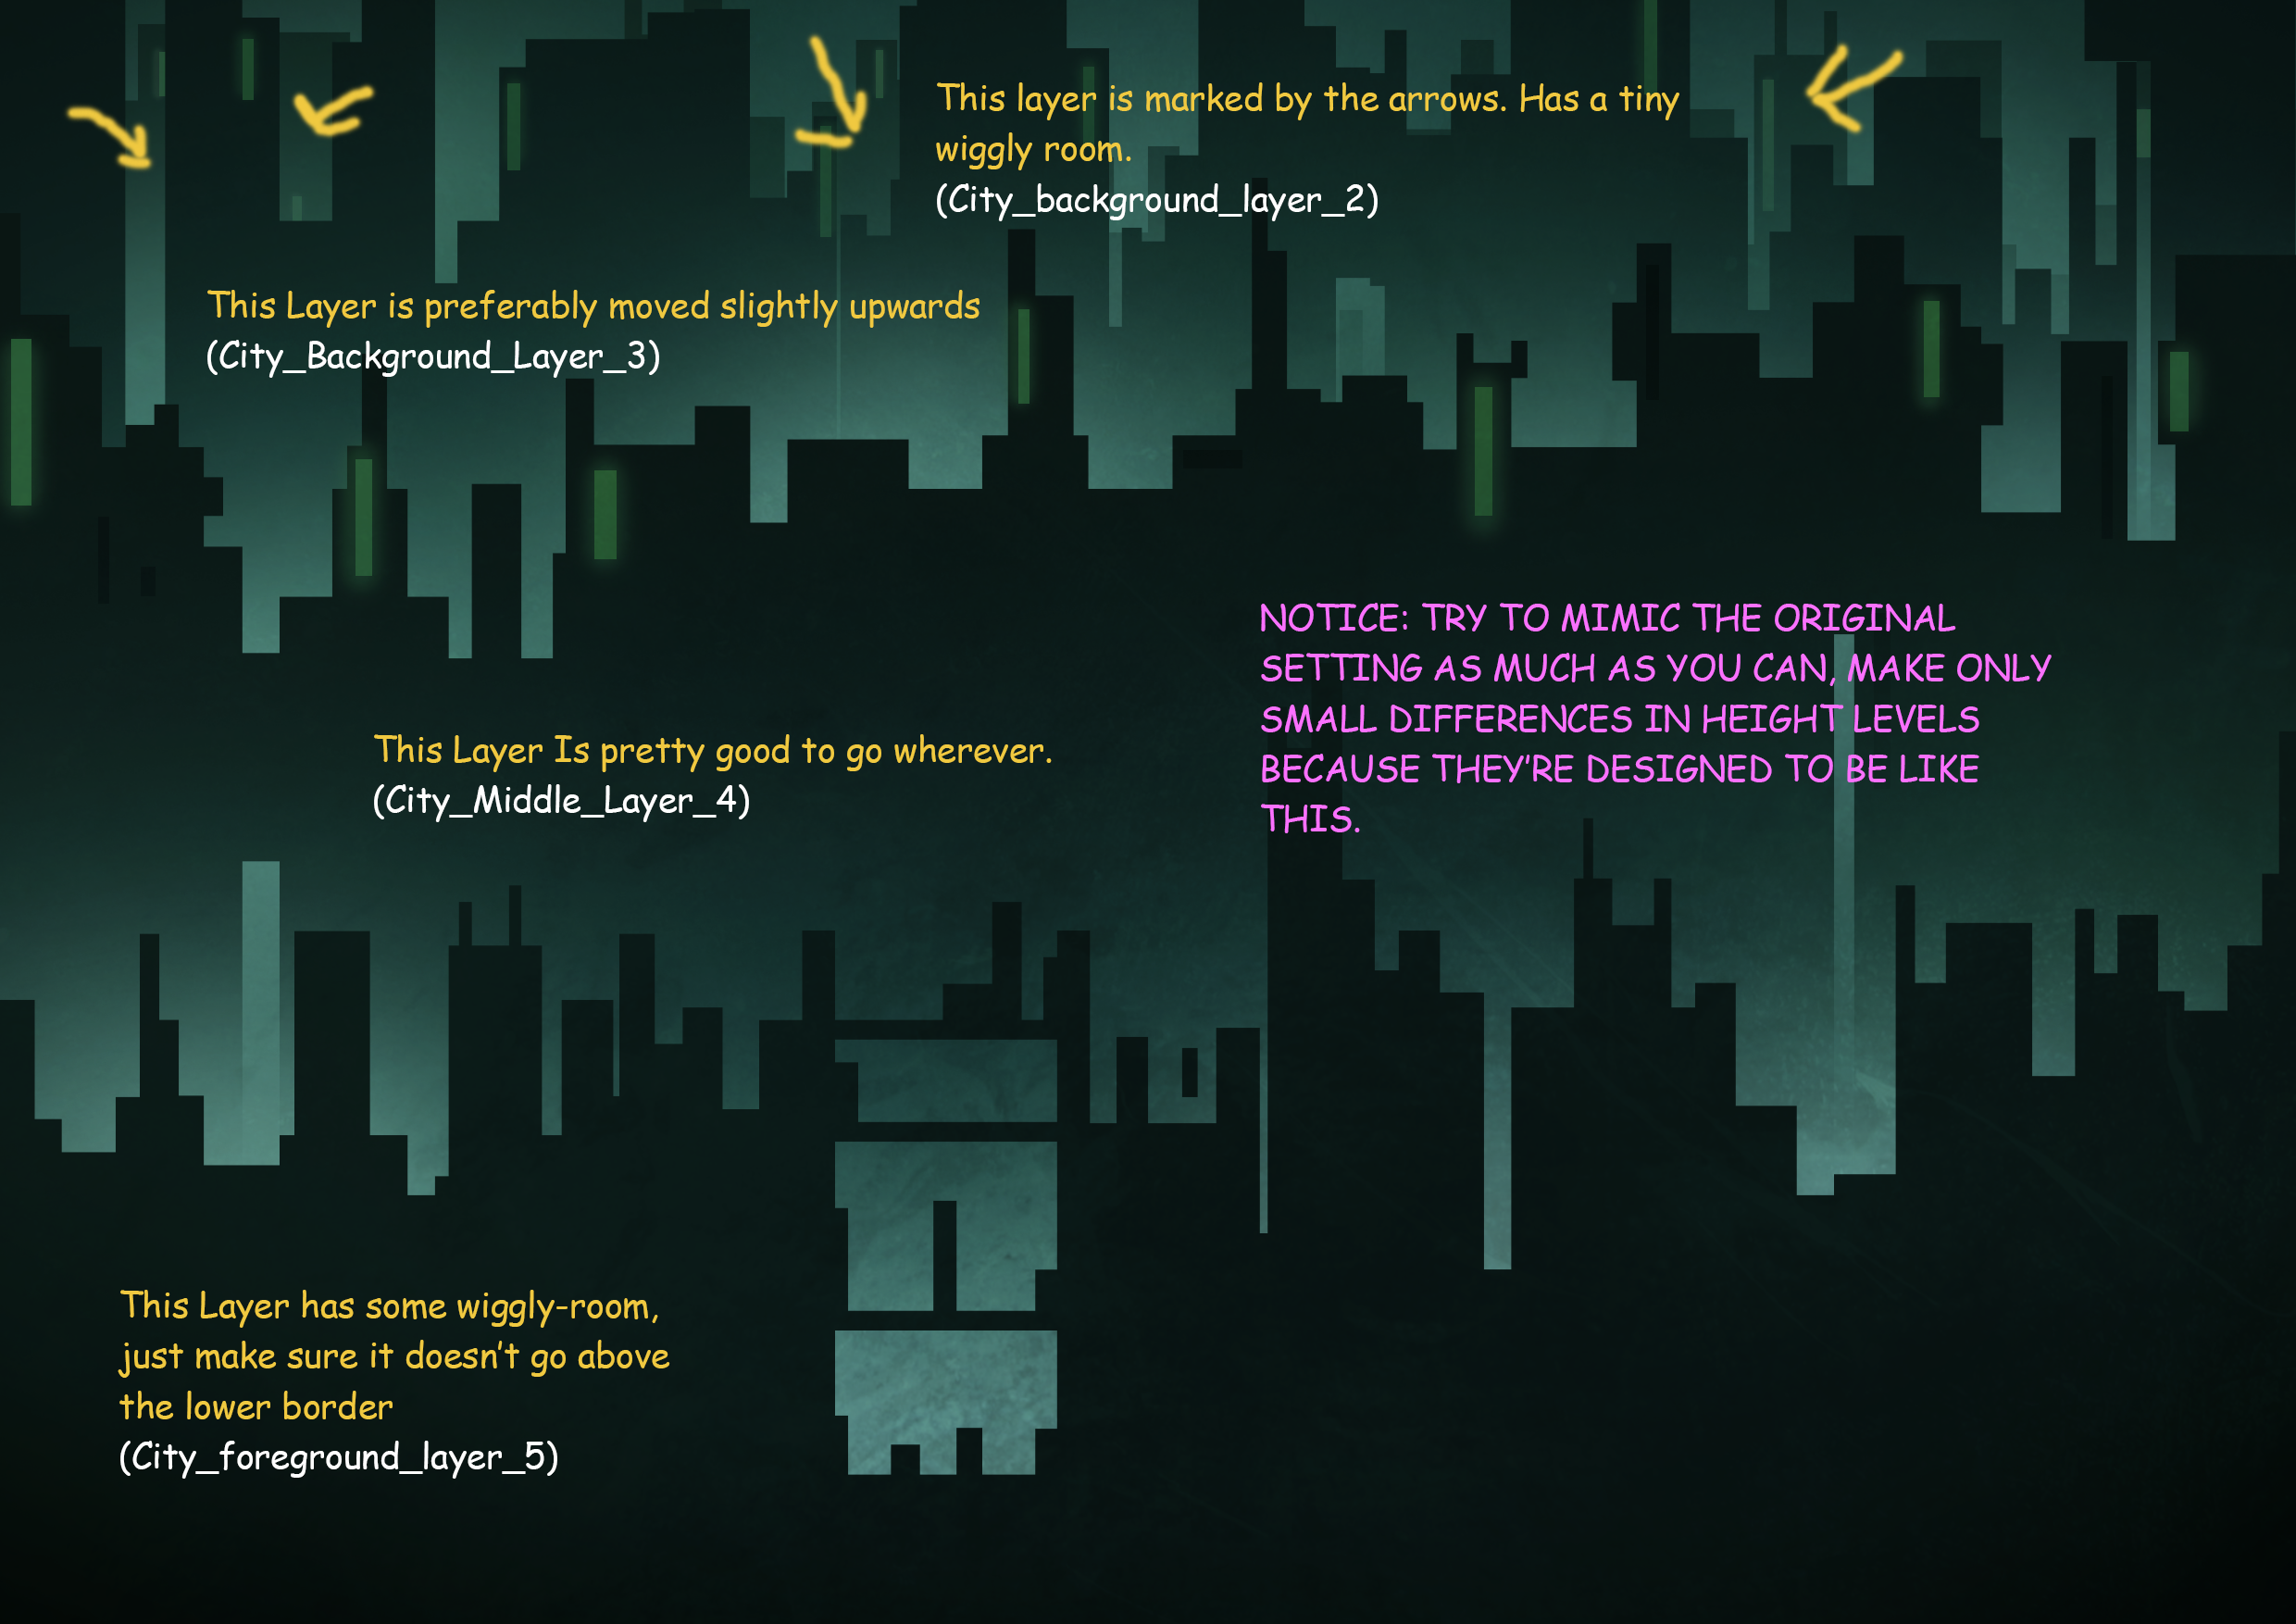 This layer is marked by the arrows. Has a tiny
wiggly room.
(City_background_layer_2)
This Layer is preferably moved slightly upwards
(City_Background_Layer_3)
NOTICE: TRY TO MIMIC THE ORIGINAL
SETTING AS MUCH AS YOU CAN, MAKE ONLY
SMALL DIFFERENCES IN HEIGHT LEVELS
BECAUSE THEY'RE DESIGNED TO BE LIKE
THIS.
This Layer Is pretty good to go wherever.
(City_Middle_Layer_4)
This Layer has some wiggly-room,
just make sure it doesn't go above
the lower border
(City_foreground_layer_5)